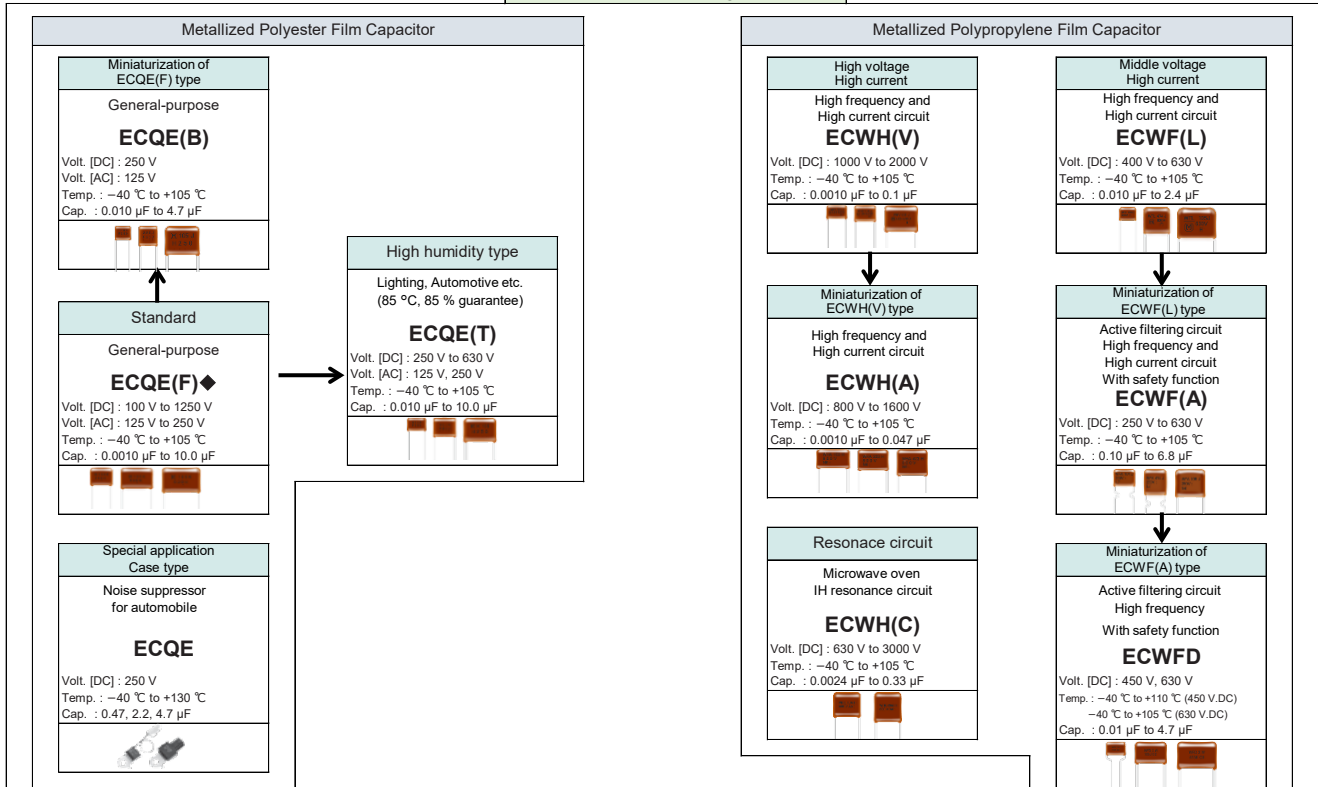 Metallized Polyester Film Capacitor
Miniaturization of
ECQE(F) type
General-purpose
ECQE(B)
Volt. [DC] : 250 V
Volt. [AC] : 125 V
Temp. : −40 ℃ to +105 ℃
Cap. : 0.010 µF to 4.7 µF
Standard
General-purpose
ECQE(F)◆
Volt. [DC] : 100 V to 1250 V
Volt. [AC] : 125 V to 250 V
Temp. : −40 ℃ to +105 ℃
Cap. : 0.0010 µF to 10.0 µF
High humidity type
Lighting, Automotive etc.
(85 °C, 85 % guarantee)
ECQE(T)
Volt. [DC] : 250 V to 630 V
Volt. [AC] : 125 V, 250 V
Temp. : −40 ℃ to +105 ℃
Cap. : 0.010 µF to 10.0 µF
Special application
Case type
Noise suppressor
for automobile
ECQE
Volt. [DC] : 250 V
Temp. : −40 ℃ to +130 ℃
Cap. : 0.47, 2.2, 4.7 µF
Metallized Polypropylene Film Capacitor
High voltage
High current
High frequency and
High current circuit
ECWH(V)
Volt. [DC] : 1000 V to 2000 V
Temp. : −40 ℃ to +105 ℃
Cap. : 0.0010 µF to 0.1 µF
Miniaturization of
ECWH(V) type
High frequency and
High current circuit
ECWH(A)
Volt. [DC] : 800 V to 1600 V
Temp. : −40 ℃ to +105 ℃
Cap. : 0.0010 µF to 0.047 µF
Resonace circuit
Microwave oven
IH resonance circuit
ECWH(C)
Volt. [DC] : 630 V to 3000 V
Temp. : −40 ℃ to +105 ℃
Cap. : 0.0024 µF to 0.33 µF
Middle voltage
High current
High frequency and
High current circuit
ECWF(L)
Volt. [DC] : 400 V to 630 V
Temp. : −40 ℃ to +105 ℃
Cap. : 0.010 µF to 2.4 µF
Miniaturization of
ECWF(L) type
Active filtering circuit
High frequency and
High current circuit
With safety function
ECWF(A)
Volt. [DC] : 250 V to 630 V
Temp. : −40 ℃ to +105 ℃
Cap. : 0.10 µF to 6.8 µF
Miniaturization of
ECWF(A) type
Active filtering circuit
High frequency
With safety function
ECWFD
Volt. [DC] : 450 V, 630 V
Temp. : −40 ℃ to +110 ℃ (450 V.DC)
−40 ℃ to +105 ℃ (630 V.DC)
Cap. : 0.01 µF to 4.7 µF